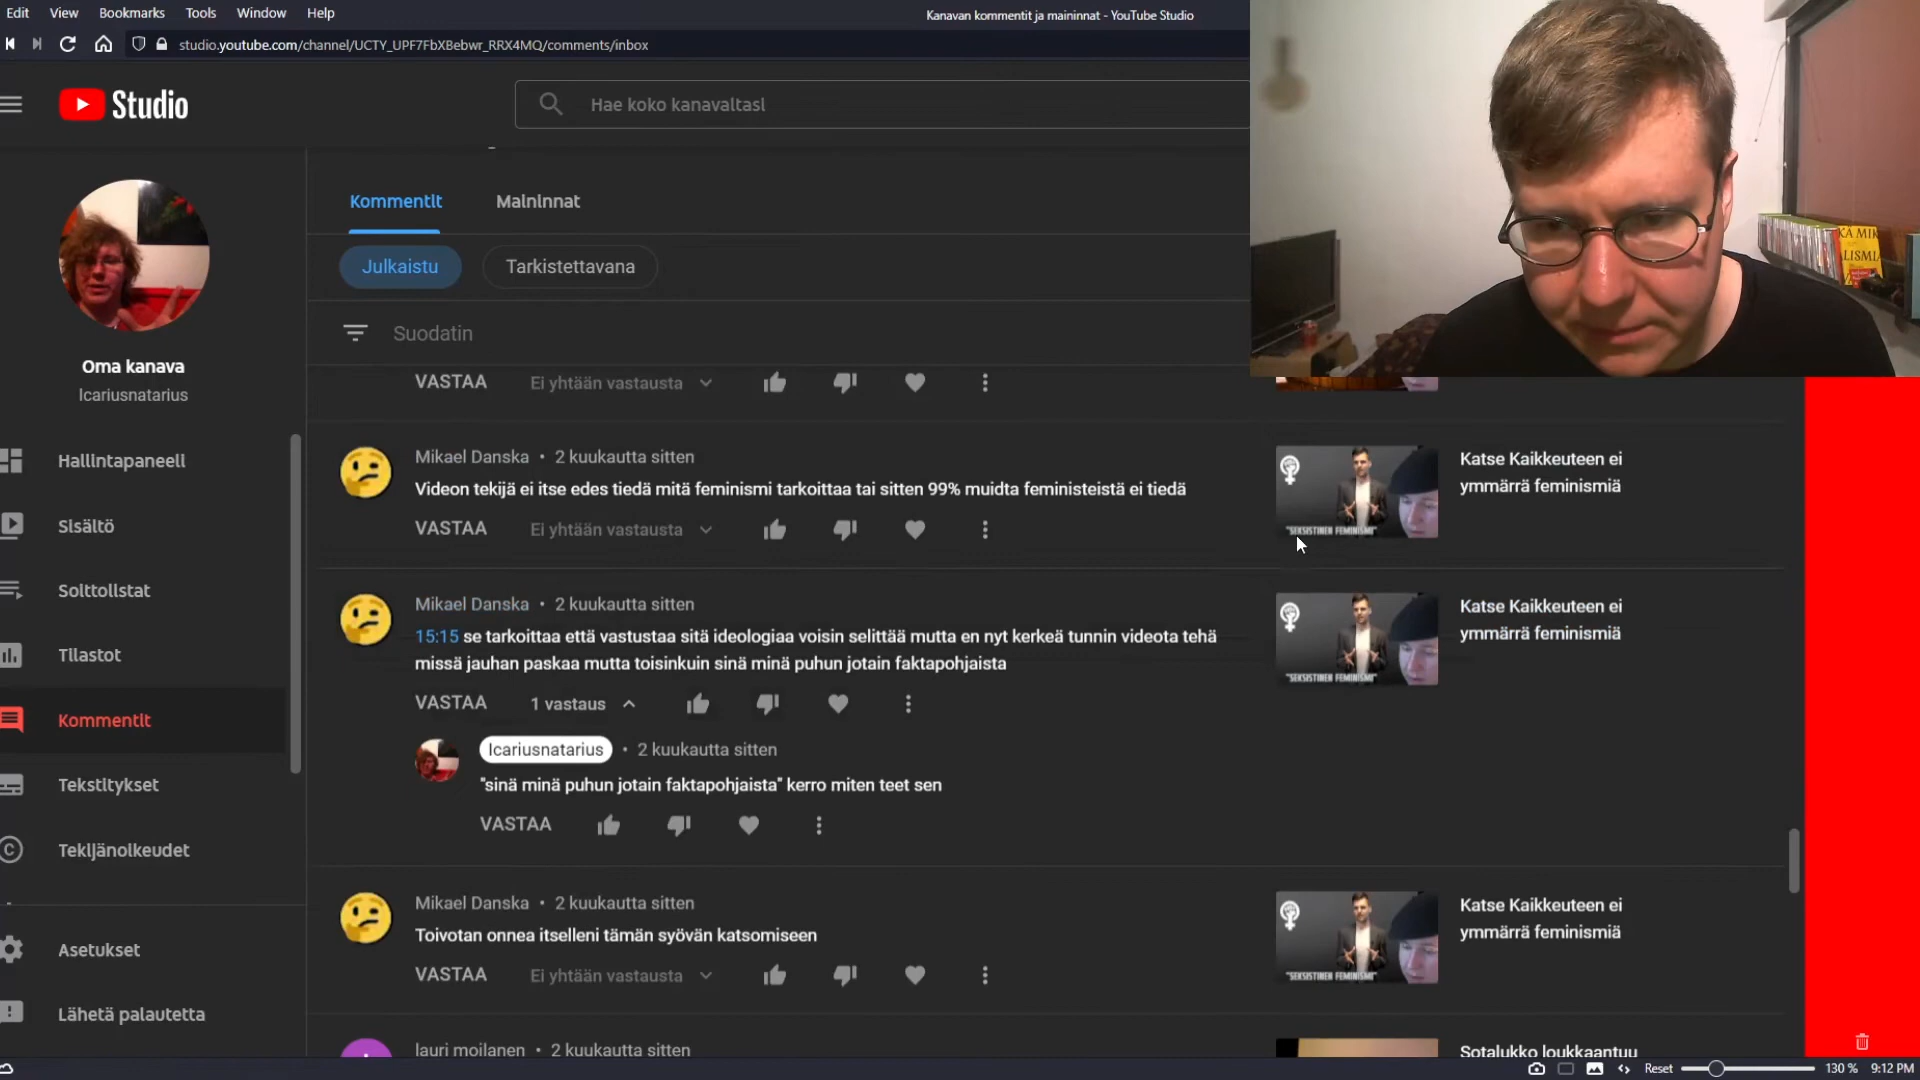 Edit View Bookmarks Tools Window Help
Kanavan kommentit ja maininnat - YouTube Studio
studio.youtube.com/channel/UCTY_UPF7FbXBebwr_RRX4MQ/comments/inbox
Studio
Hae koko kanavaltasi
Kommentit Maininnat
Julkaistu Tarkistettavana
Suodatin
Oma kanava
Icariusnatarius
Hallintapaneeli
Sisältö
Soittolistat
Tilastot
Kommentit
Tekstitykset
Tekijänoikeudet
Asetukset
Lähetä palautetta
VASTAA Ei yhtään vastausta
Mikael Danska • 2 kuukautta sitten
Videon tekijä ei itse edes tiedä mitä feminismi tarkoittaa tai sitten 99% muidta feministeistä ei tiedä
VASTAA Ei yhtään vastausta
"SEKSISTINEN FEMINISMI"
Katse Kaikkeuteen ei
ymmärrä feminismiä
Mikael Danska • 2 kuukautta sitten
15:15 se tarkoittaa että vastustaa sitä ideologiaa voisin selittää mutta en nyt kerkeä tunnin videota tehä
missä jauhan paskaa mutta toisinkuin sinä minä puhun jotain faktapohjaista
VASTAA 1 vastaus
"SEKSISTINEN FEMINISMI"
Katse Kaikkeuteen ei
ymmärrä feminismiä
Icariusnatarius • 2 kuukautta sitten
"sinä minä puhun jotain faktapohjaista" kerro miten teet sen
VASTAA
Mikael Danska • 2 kuukautta sitten
Toivotan onnea itselleni tämän syövän katsomiseen
VASTAA Ei yhtään vastausta
"SEKSISTINEN FEMINISMI"
Katse Kaikkeuteen ei
ymmärrä feminismiä
lauri moilanen • 2 kuukautta sitten
Sotalukko loukkaantuu
Reset 130 % 9:12 PM